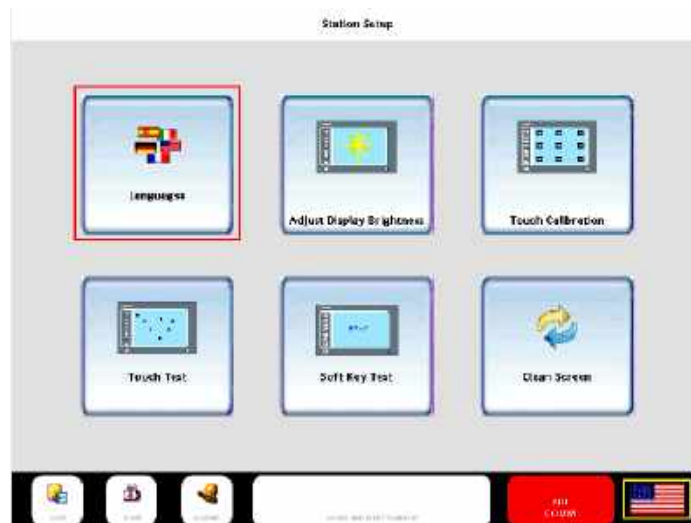 Station Setup
Languages
Adjust Display Brightness
Touch Calibration
Touch Test
Soft Key Test
Clean Screen